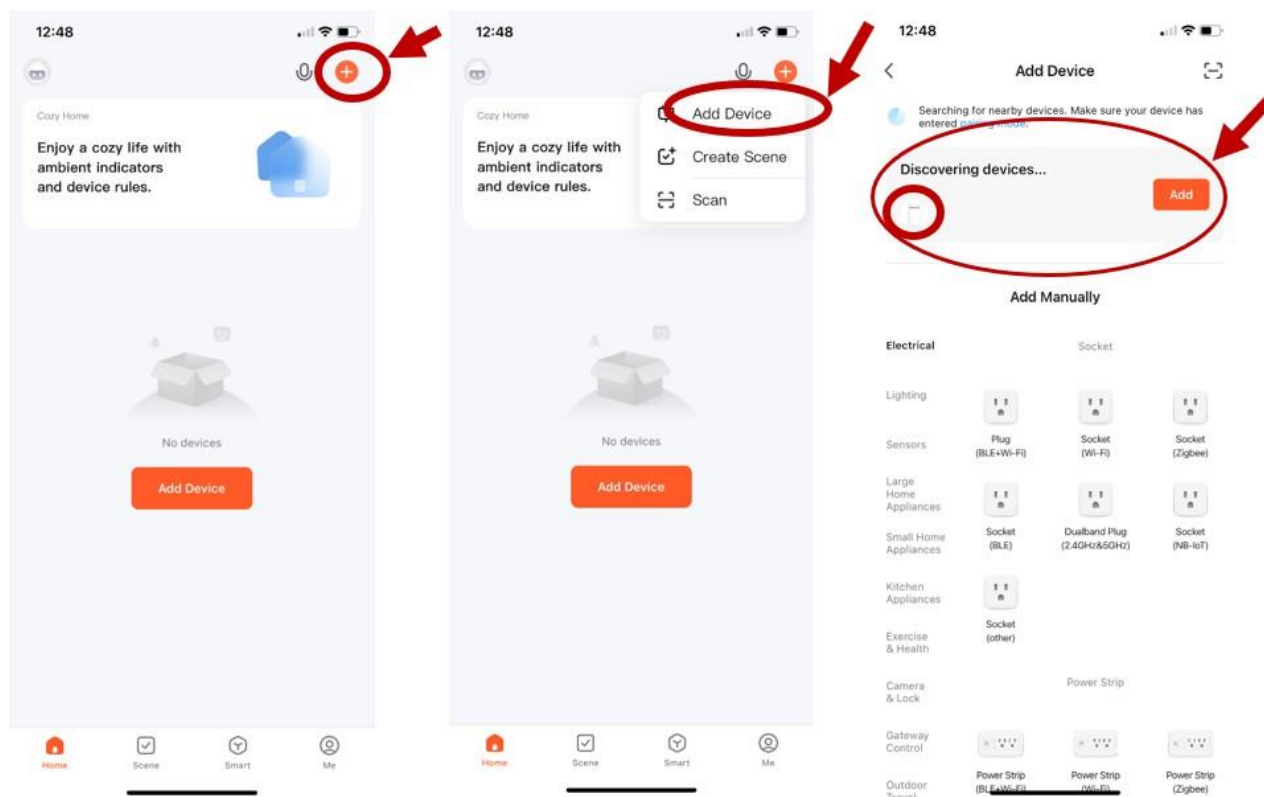 12:48
Cozy Home
Enjoy a cozy life with
ambient indicators
and device rules.
No devices
Add Device
Home
Scene
Smart
Me
12:48
Cozy Home
Enjoy a cozy life with
ambient indicators
and device rules.
Add Device
Create Scene
Scan
No devices
Add Device
Home
Scene
Smart
Me
12:48
Add Device
Searching for nearby devices. Make sure your device has
entered pairing mode.
Discovering devices...
Add
Add Manually
Electrical
Lighting
Sensors
Large
Home
Appliances
Small Home
Appliances
Kitchen
Appliances
Exercise
& Health
Camera
& Lock
Gateway
Control
Outdoor
Travel
Socket
Plug
(BLE+Wi-Fi)
Socket
(Wi-Fi)
Socket
(Zigbee)
Socket
(BLE)
Dualband Plug
(2.4GHz&5GHz)
Socket
(NB-IoT)
Socket
(other)
Power Strip
Power Strip
(BLE+Wi-Fi)
Power Strip
(Wi-Fi)
Power Strip
(Zigbee)